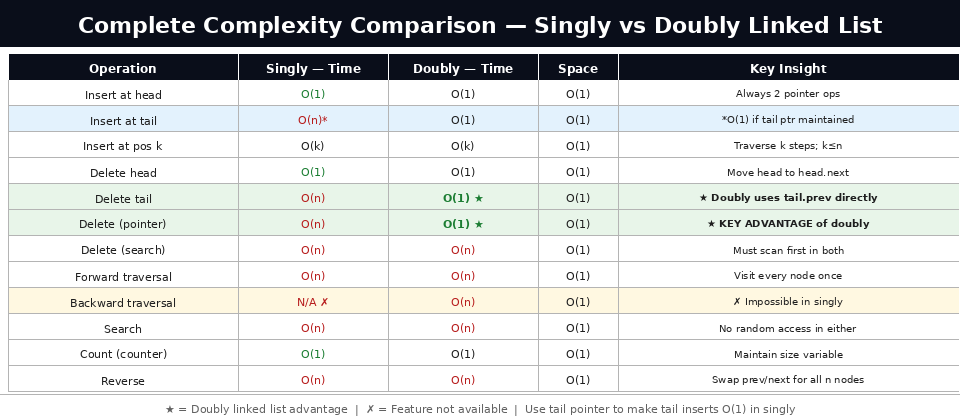 Complete Complexity Comparison — Singly vs Doubly Linked List
Operation Singly — Time Doubly — Time Space Key Insight
Insert at head O(1) O(1) O(1) Always 2 pointer ops
Insert at tail O(n)* O(1) O(1) *O(1) if tail ptr maintained
Insert at pos k O(k) O(k) O(1) Traverse k steps; k≤n
Delete head O(1) O(1) O(1) Move head to head.next
Delete tail O(n) O(1) ★ O(1) ★ Doubly uses tail.prev directly
Delete (pointer) O(n) O(1) ★ O(1) ★ KEY ADVANTAGE of doubly
Delete (search) O(n) O(n) O(1) Must scan first in both
Forward traversal O(n) O(n) O(1) Visit every node once
Backward traversal N/A ✗ O(n) O(1) ✗ Impossible in singly
Search O(n) O(n) O(1) No random access in either
Count (counter) O(1) O(1) O(1) Maintain size variable
Reverse O(n) O(n) O(1) Swap prev/next for all n nodes
★ = Doubly linked list advantage | ✗ = Feature not available | Use tail pointer to make tail inserts O(1) in singly